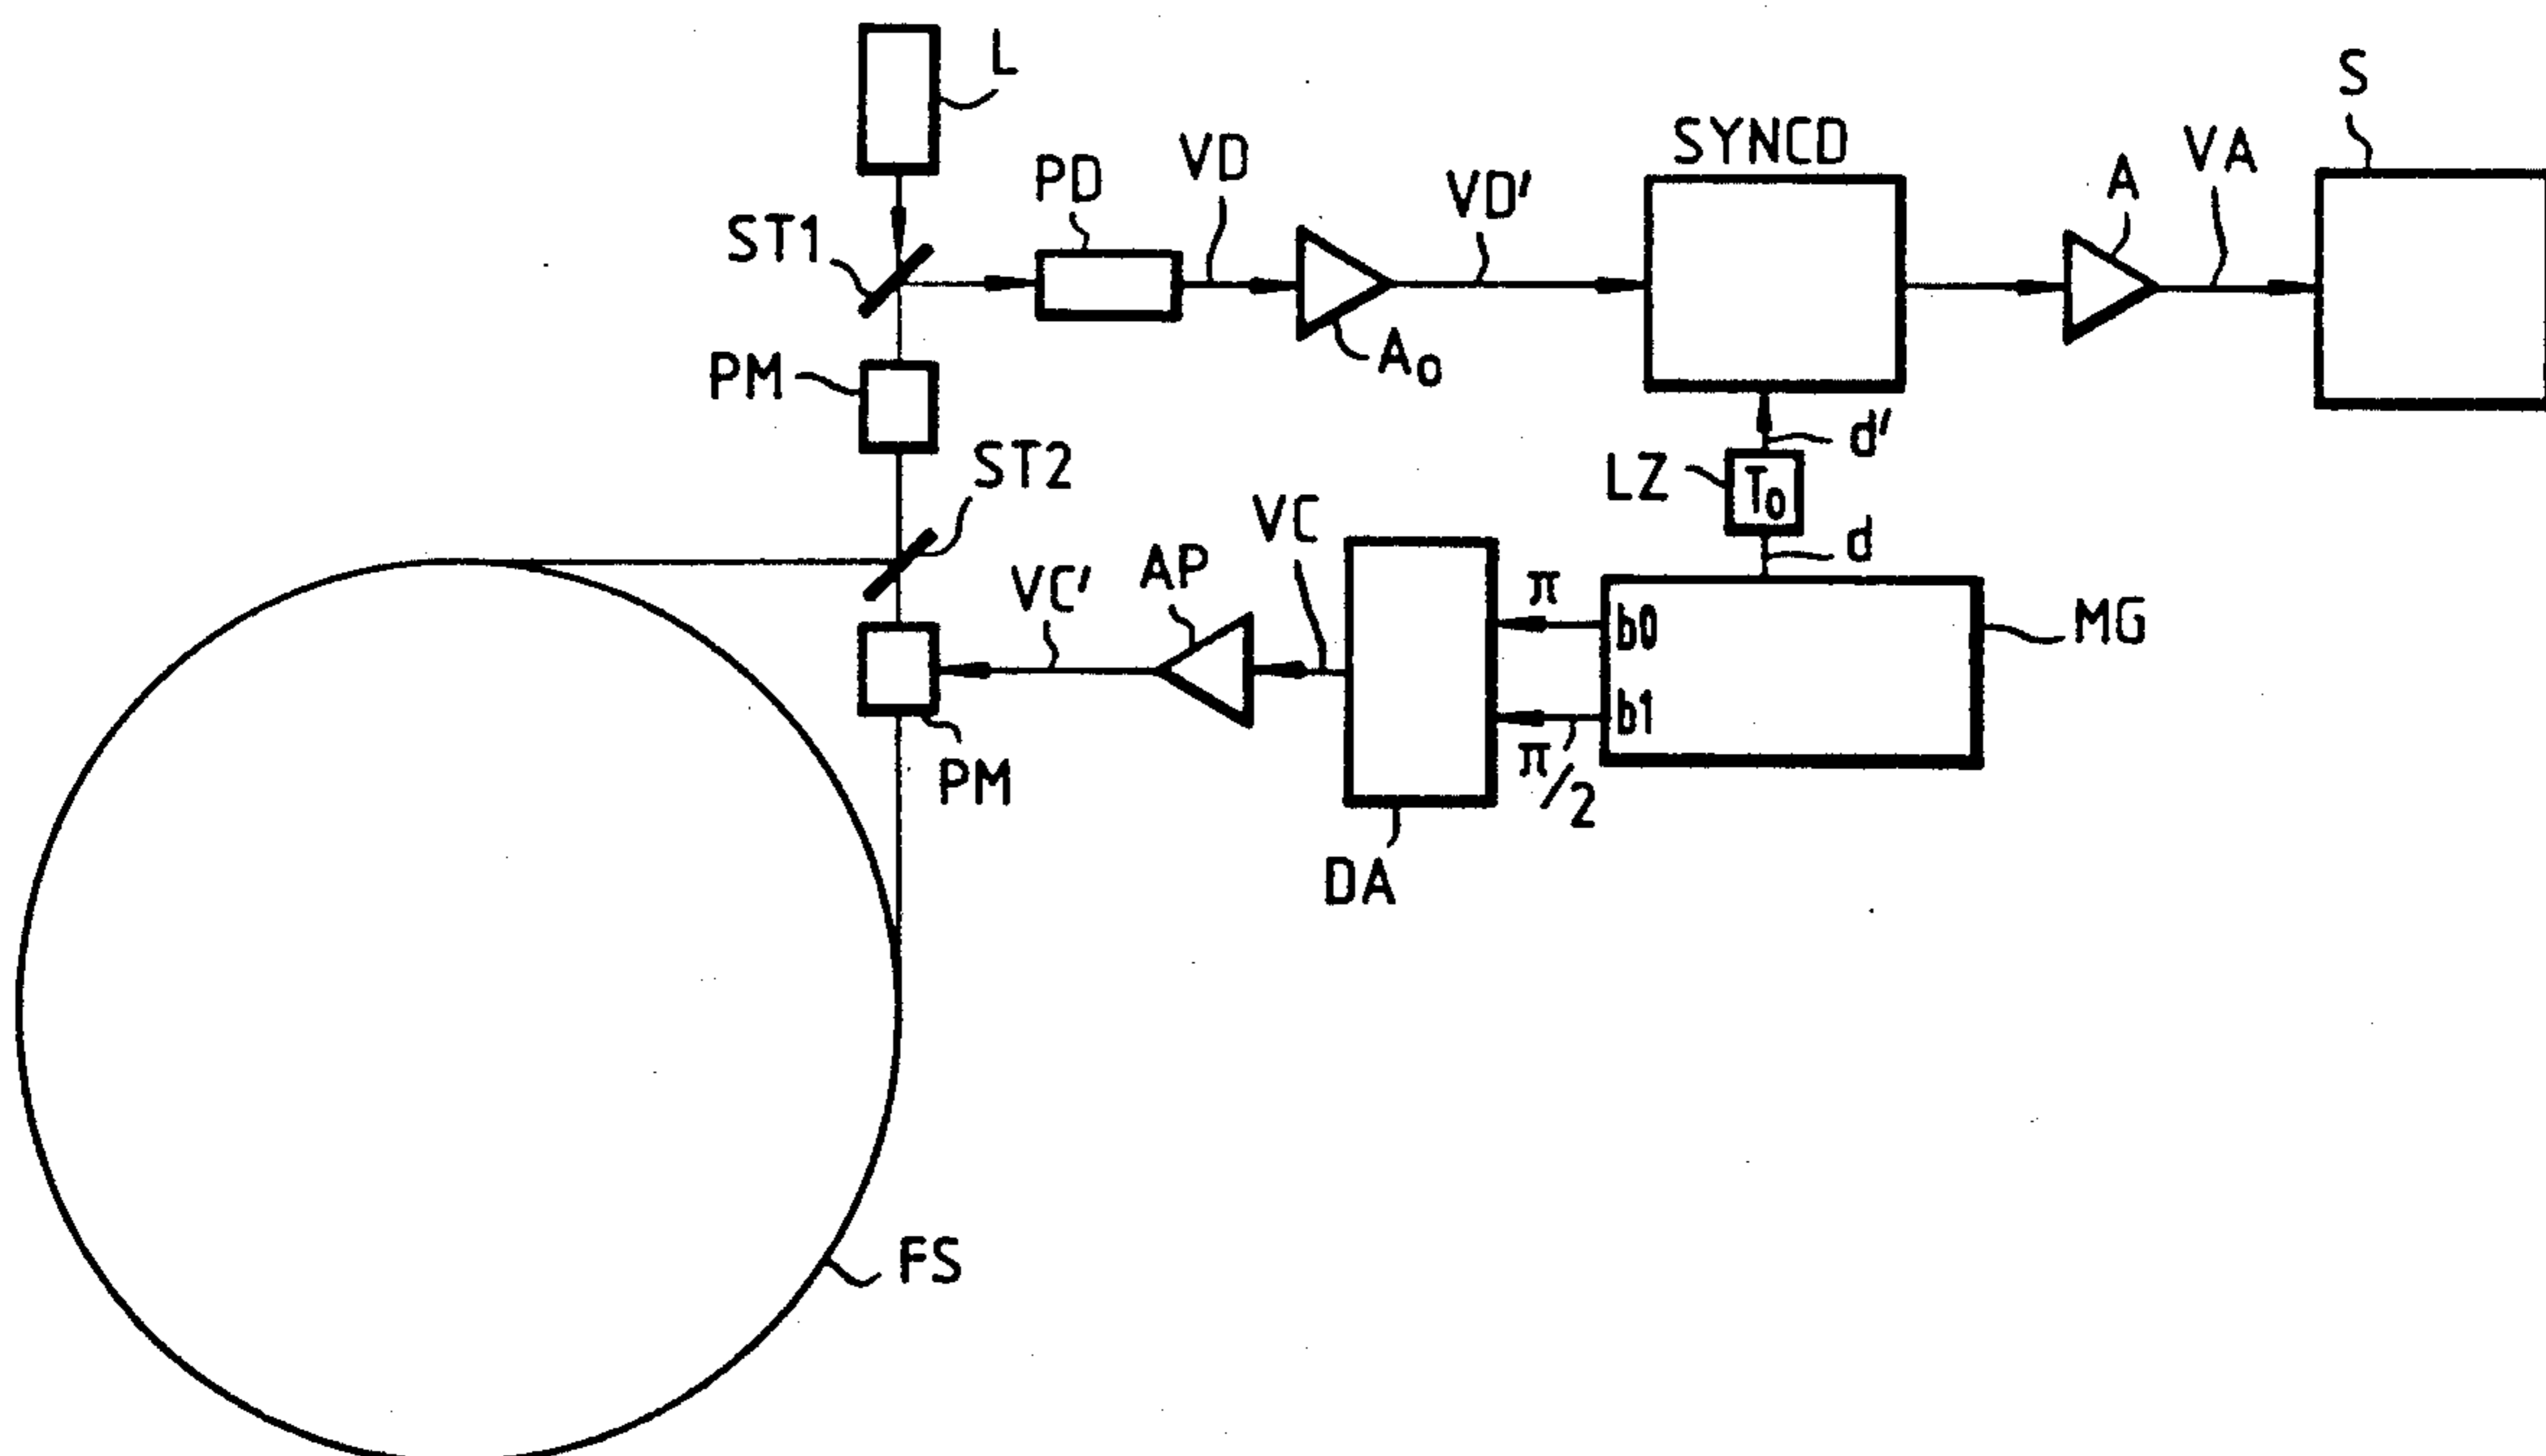 L
S
VD
SYNCD
VA
PD
A
VD'
ST1
PM
A0
d'
ST2
LZ
T0
VC
d
AP
π
VC'
b0
MG
b1
π/2
PM
DA
FS